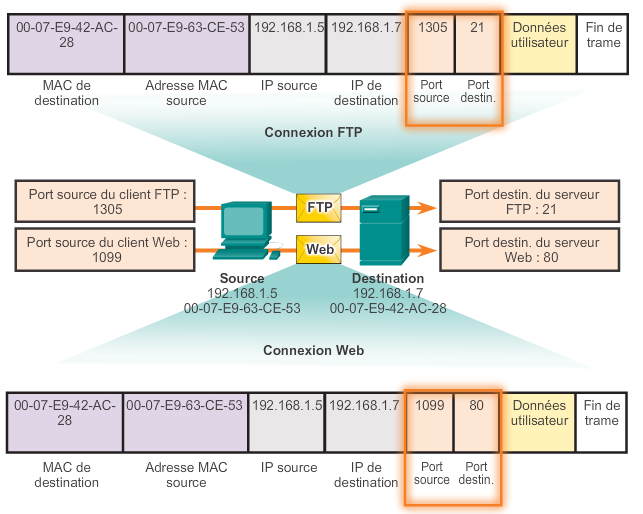 00-07-E9-42-AC-28 00-07-E9-63-CE-53 192.168.1.5 192.168.1.7 1305 21 Données utilisateur Fin de trame
MAC de destination Adresse MAC source IP source IP de destination Port source Port destin.
Connexion FTP
Port source du client FTP :
1305
FTP
Port destin. du serveur
FTP : 21
Port source du client Web :
1099
Web
Port destin. du serveur
Web : 80
Source
192.168.1.5
00-07-E9-63-CE-53
Destination
192.168.1.7
00-07-E9-42-AC-28
Connexion Web
00-07-E9-42-AC-28 00-07-E9-63-CE-53 192.168.1.5 192.168.1.7 1099 80 Données utilisateur Fin de trame
MAC de destination Adresse MAC source IP source IP de destination Port source Port destin.